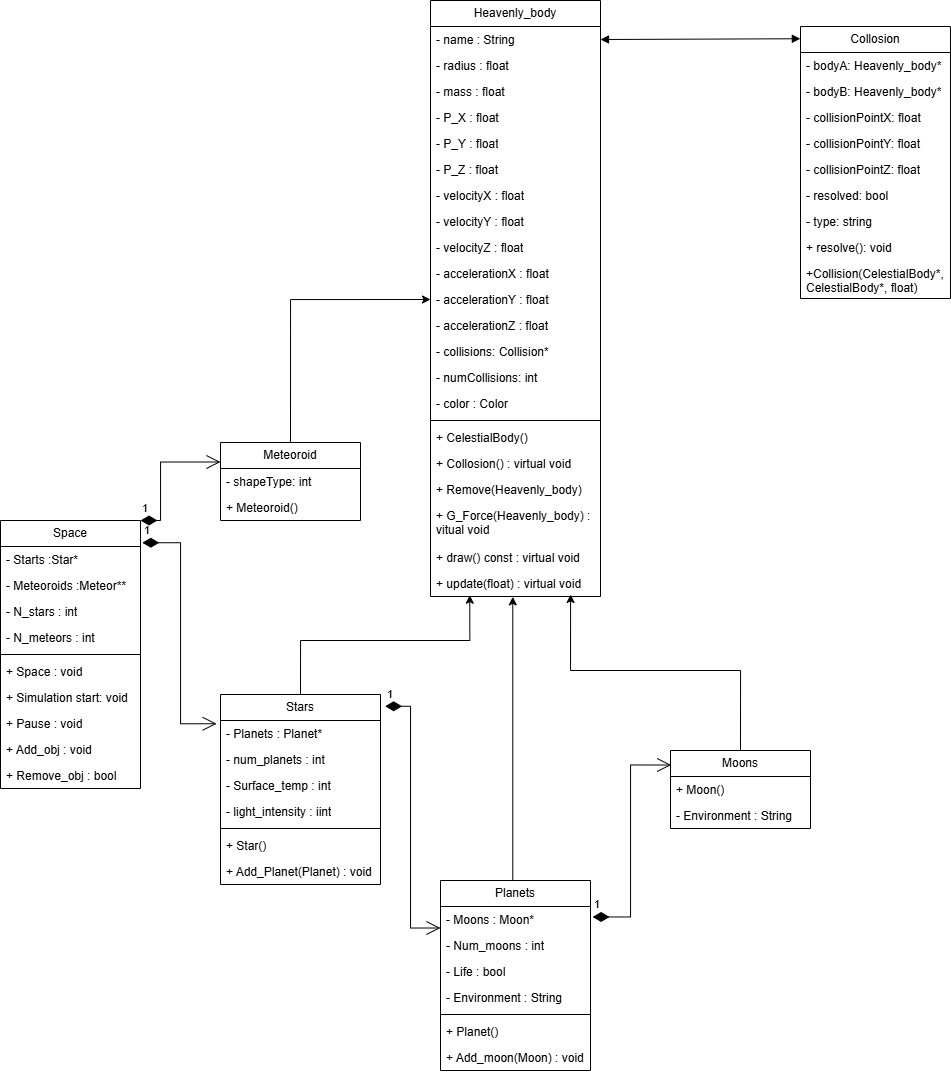 Heavenly_body
- name : String
- radius : float
- mass : float
- P_X : float
- P_Y : float
- P_Z : float
- velocityX : float
- velocityY : float
- velocityZ : float
- accelerationX : float
- accelerationY : float
- accelerationZ : float
- collisions: Collision*
- numCollisions: int
- color : Color
+ CelestialBody()
+ Collosion() : virtual void
+ Remove(Heavenly_body)
+ G_Force(Heavenly_body) :
vitual void
+ draw() const : virtual void
+ update(float) : virtual void
Collosion
- bodyA: Heavenly_body*
- bodyB: Heavenly_body*
- collisionPointX: float
- collisionPointY: float
- collisionPointZ: float
- resolved: bool
- type: string
+ resolve(): void
+Collision(CelestialBody*,
CelestialBody*, float)
Meteoroid
- shapeType: int
+ Meteoroid()
1
1
Space
- Starts :Star*
- Meteoroids :Meteor**
- N_stars : int
- N_meteors : int
+ Space : void
+ Simulation start: void
+ Pause : void
+ Add_obj : void
+ Remove_obj : bool
Stars
- Planets : Planet*
- num_planets : int
- Surface_temp : int
- light_intensity : iint
+ Star()
+ Add_Planet(Planet) : void
1
Moons
+ Moon()
- Environment : String
Planets
- Moons : Moon*
- Num_moons : int
- Life : bool
- Environment : String
+ Planet()
+ Add_moon(Moon) : void
1